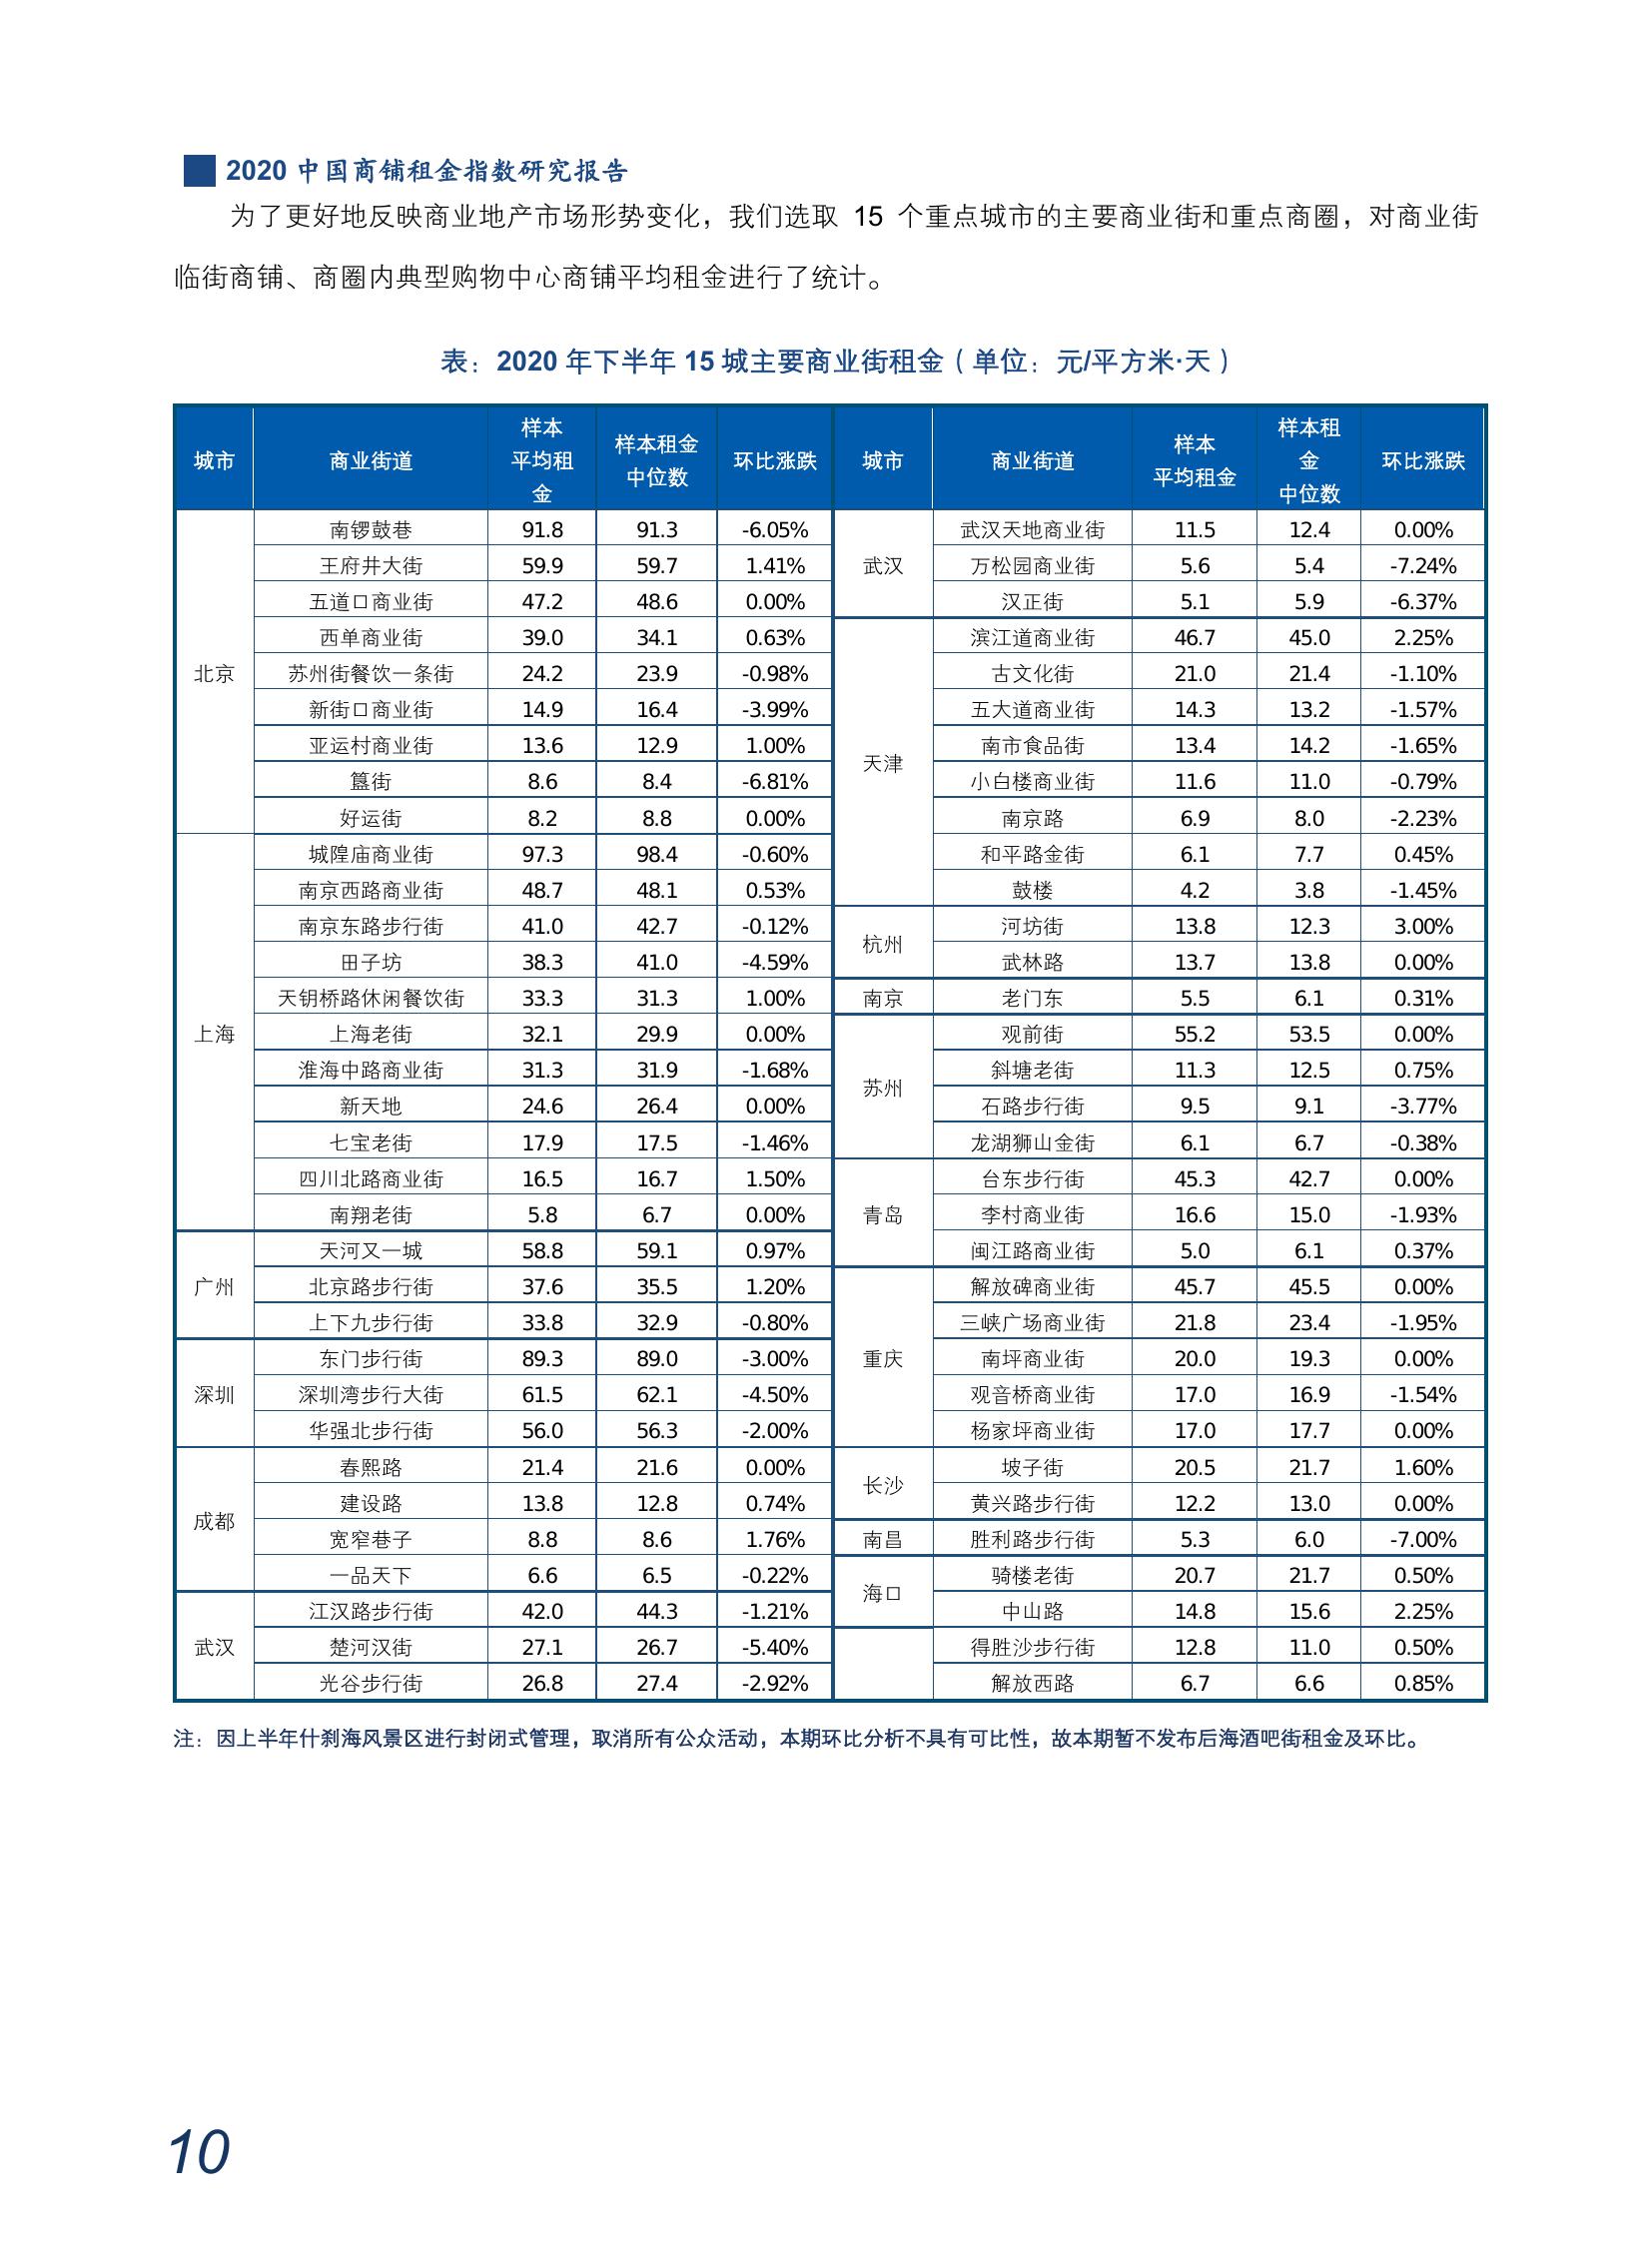 2020 中国商铺租金指数研究报告
为了更好地反映商业地产市场形势变化，我们选取 15 个重点城市的主要商业街和重点商圈，对商业街
临街商铺、商圈内典型购物中心商铺平均租金进行了统计。
表：2020 年下半年 15 城主要商业街租金（单位：元/平方米·天）
城市 商业街道 样本平均租金 样本租金中位数 环比涨跌 城市 商业街道 样本平均租金 样本租金中位数 环比涨跌
北京 南锣鼓巷 91.8 91.3 -6.05% 武汉 武汉天地商业街 11.5 12.4 0.00%
王府井大街 59.9 59.7 1.41% 万松园商业街 5.6 5.4 -7.24%
五道口商业街 47.2 48.6 0.00% 汉正街 5.1 5.9 -6.37%
西单商业街 39.0 34.1 0.63% 天津 滨江道商业街 46.7 45.0 2.25%
苏州街餐饮一条街 24.2 23.9 -0.98% 古文化街 21.0 21.4 -1.10%
新街口商业街 14.9 16.4 -3.99% 五大道商业街 14.3 13.2 -1.57%
亚运村商业街 13.6 12.9 1.00% 南市食品街 13.4 14.2 -1.65%
簋街 8.6 8.4 -6.81% 小白楼商业街 11.6 11.0 -0.79%
好运街 8.2 8.8 0.00% 南京路 6.9 8.0 -2.23%
上海 城隍庙商业街 97.3 98.4 -0.60% 和平路金街 6.1 7.7 0.45%
南京西路商业街 48.7 48.1 0.53% 鼓楼 4.2 3.8 -1.45%
南京东路步行街 41.0 42.7 -0.12% 杭州 河坊街 13.8 12.3 3.00%
田子坊 38.3 41.0 -4.59% 武林路 13.7 13.8 0.00%
天钥桥路休闲餐饮街 33.3 31.3 1.00% 南京 老门东 5.5 6.1 0.31%
上海老街 32.1 29.9 0.00% 苏州 观前街 55.2 53.5 0.00%
淮海中路商业街 31.3 31.9 -1.68% 斜塘老街 11.3 12.5 0.75%
新天地 24.6 26.4 0.00% 石路步行街 9.5 9.1 -3.77%
七宝老街 17.9 17.5 -1.46% 龙湖狮山金街 6.1 6.7 -0.38%
四川北路商业街 16.5 16.7 1.50% 青岛 台东步行街 45.3 42.7 0.00%
南翔老街 5.8 6.7 0.00% 李村商业街 16.6 15.0 -1.93%
广州 天河又一城 58.8 59.1 0.97% 闽江路商业街 5.0 6.1 0.37%
北京路步行街 37.6 35.5 1.20% 重庆 解放碑商业街 45.7 45.5 0.00%
上下九步行街 33.8 32.9 -0.80% 三峡广场商业街 21.8 23.4 -1.95%
深圳 东门步行街 89.3 89.0 -3.00% 南坪商业街 20.0 19.3 0.00%
深圳湾步行大街 61.5 62.1 -4.50% 观音桥商业街 17.0 16.9 -1.54%
华强北步行街 56.0 56.3 -2.00% 杨家坪商业街 17.0 17.7 0.00%
成都 春熙路 21.4 21.6 0.00% 长沙 坡子街 20.5 21.7 1.60%
建设路 13.8 12.8 0.74% 黄兴路步行街 12.2 13.0 0.00%
宽窄巷子 8.8 8.6 1.76% 南昌 胜利路步行街 5.3 6.0 -7.00%
一品天下 6.6 6.5 -0.22% 海口 骑楼老街 20.7 21.7 0.50%
武汉 江汉路步行街 42.0 44.3 -1.21% 中山路 14.8 15.6 2.25%
楚河汉街 27.1 26.7 -5.40% 得胜沙步行街 12.8 11.0 0.50%
光谷步行街 26.8 27.4 -2.92% 解放西路 6.7 6.6 0.85%
注：因上半年什刹海风景区进行封闭式管理，取消所有公众活动，本期环比分析不具有可比性，故本期暂不发布后海酒吧街租金及环比。
10